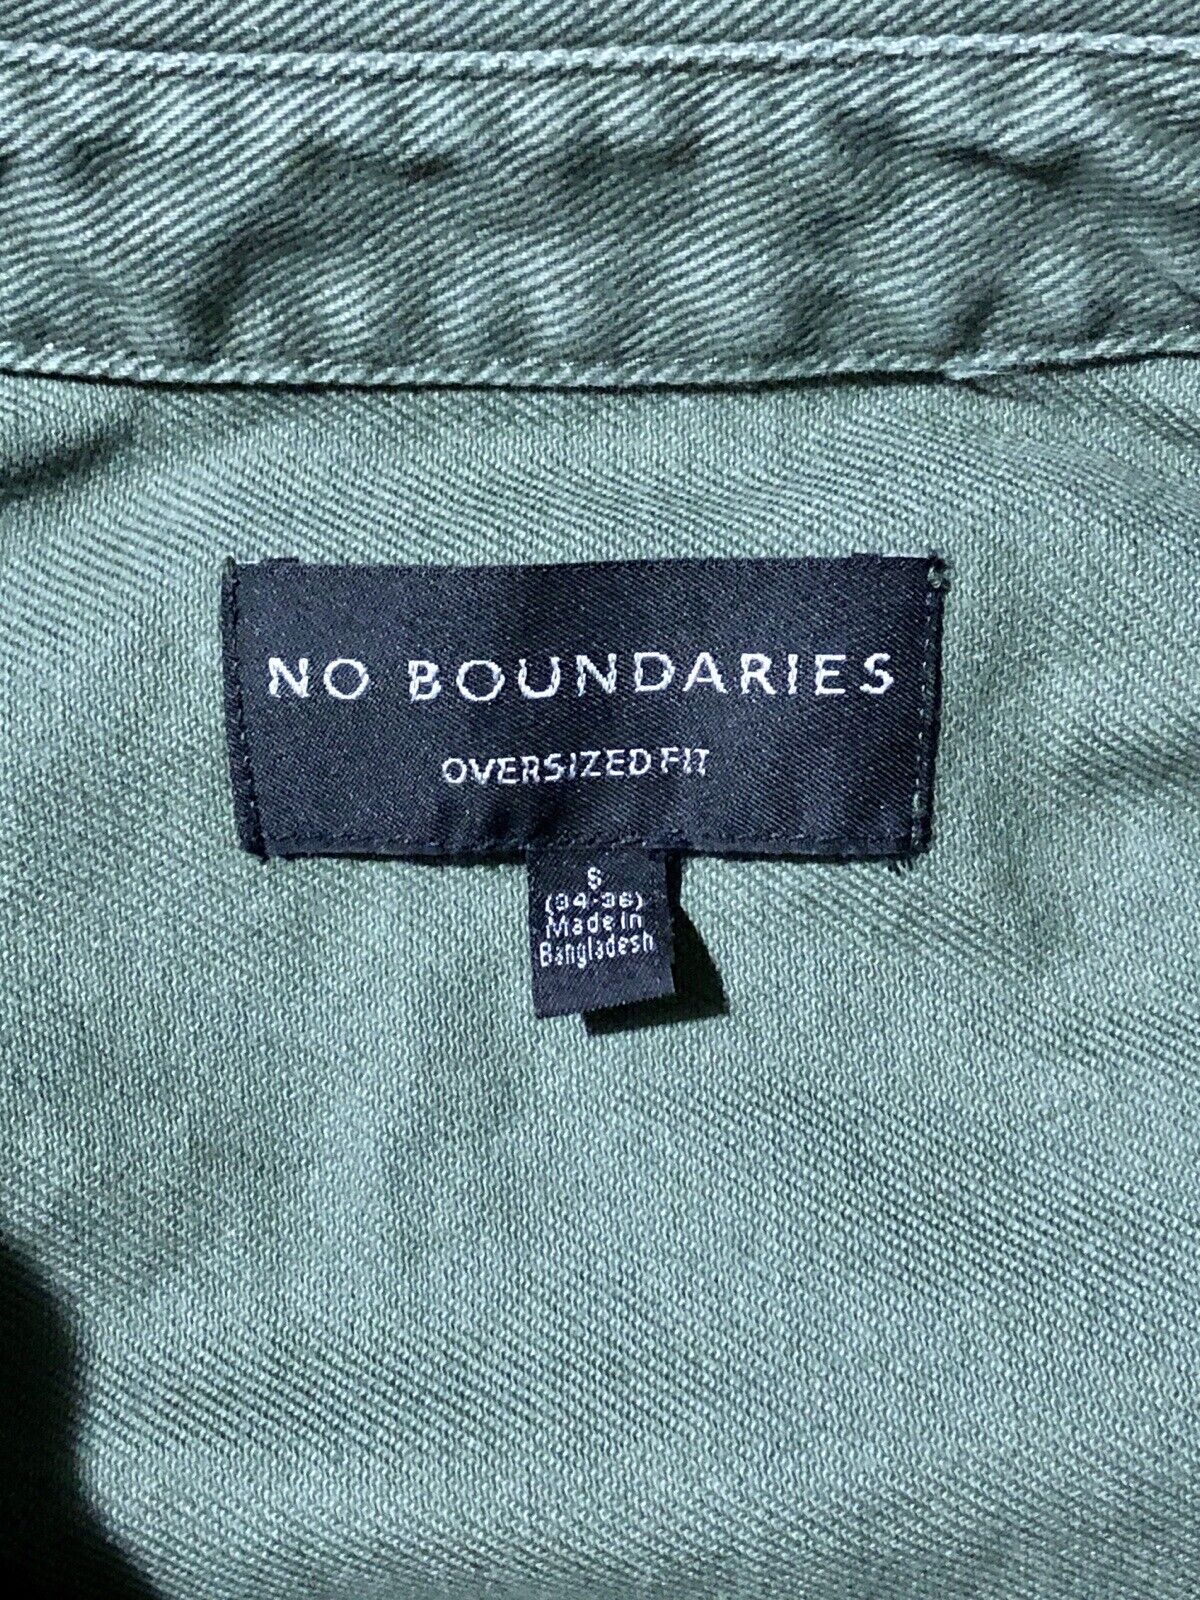 NO BOUNDARIES
OVERSIZED FIT
S
(34-36)
Made in
Bangladesh